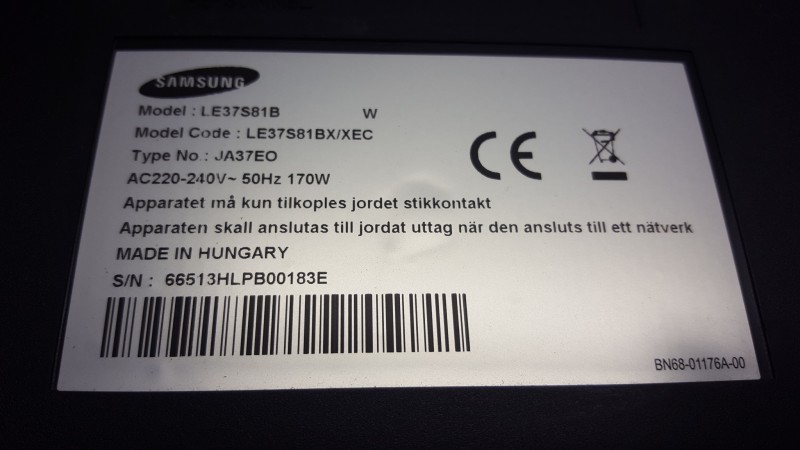 SAMSUNG
Model : LE37S81B W
Model Code : LE37S81BX/XEC
Type No.: JA37EO
AC220-240V~ 50Hz 170W
Apparatet må kun tilkoples jordet stikkontakt
Apparaten skall anslutas till jordat uttag när den ansluts till ett nätverk
MADE IN HUNGARY
S/N : 66513HLPB00183E
CE
BN68-01176A-00